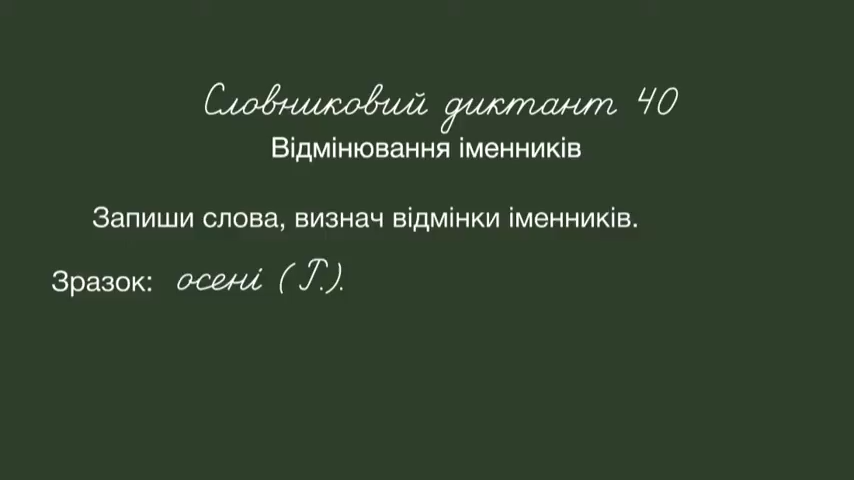 Словниковий диктант 40
Відмінювання іменників
Запиши слова, визнач відмінки іменників.
Зразок: осені (Р.).